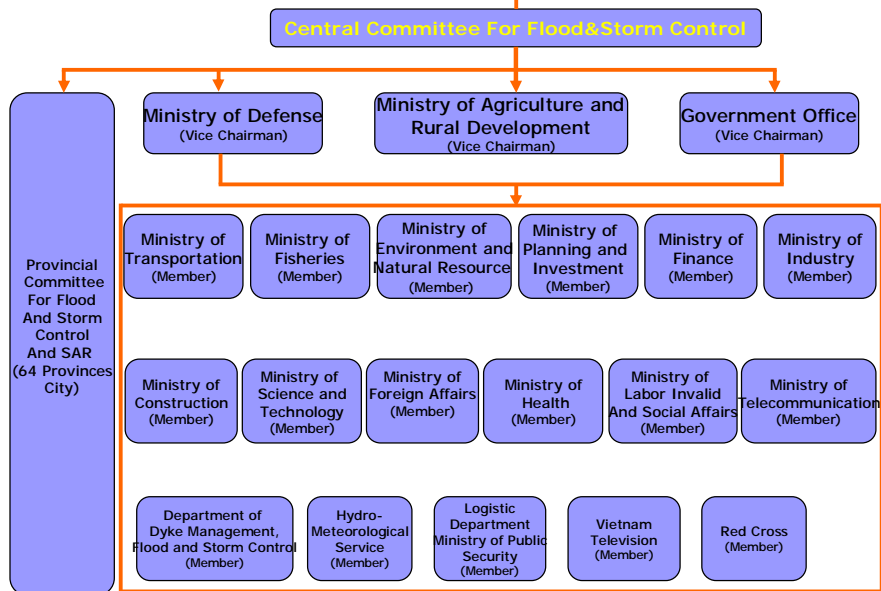 Central Committee For Flood&Storm Control
Ministry of Defense
(Vice Chairman)
Ministry of Agriculture and
Rural Development
(Vice Chairman)
Government Office
(Vice Chairman)
Provincial
Committee
For Flood
And Storm
Control
And SAR
(64 Provinces
City)
Ministry of
Transportation
(Member)
Ministry of
Fisheries
(Member)
Ministry of
Environment and
Natural Resource
(Member)
Ministry of
Planning and
Investment
(Member)
Ministry of
Finance
(Member)
Ministry of
Industry
(Member)
Ministry of
Construction
(Member)
Ministry of
Science and
Technology
(Member)
Ministry of
Foreign Affairs
(Member)
Ministry of
Health
(Member)
Ministry of
Labor Invalid
And Social Affairs
(Member)
Ministry of
Telecommunication
(Member)
Department of
Dyke Management,
Flood and Storm Control
(Member)
Hydro-
Meteorological
Service
(Member)
Logistic
Department
Ministry of Public
Security
(Member)
Vietnam
Television
(Member)
Red Cross
(Member)